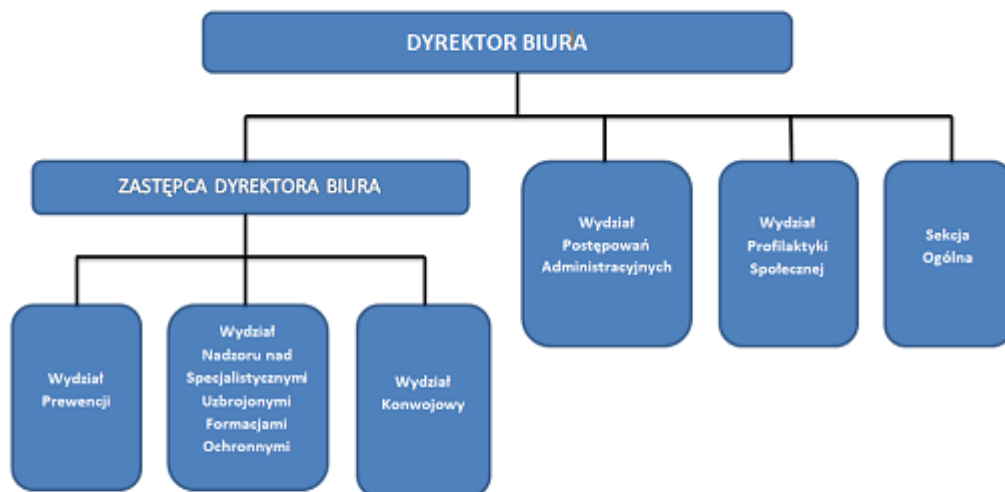 DYREKTOR BIURA
ZASTĘPCA DYREKTORA BIURA
Wydział
Postępowań
Administracyjnych
Wydział
Profilaktyki
Społecznej
Sekcja
Ogólna
Wydział
Prewencji
Wydział
Nadzoru nad
Specjalistycznymi
Uzbrojonymi
Formacjami
Ochronnymi
Wydział
Konwojowy